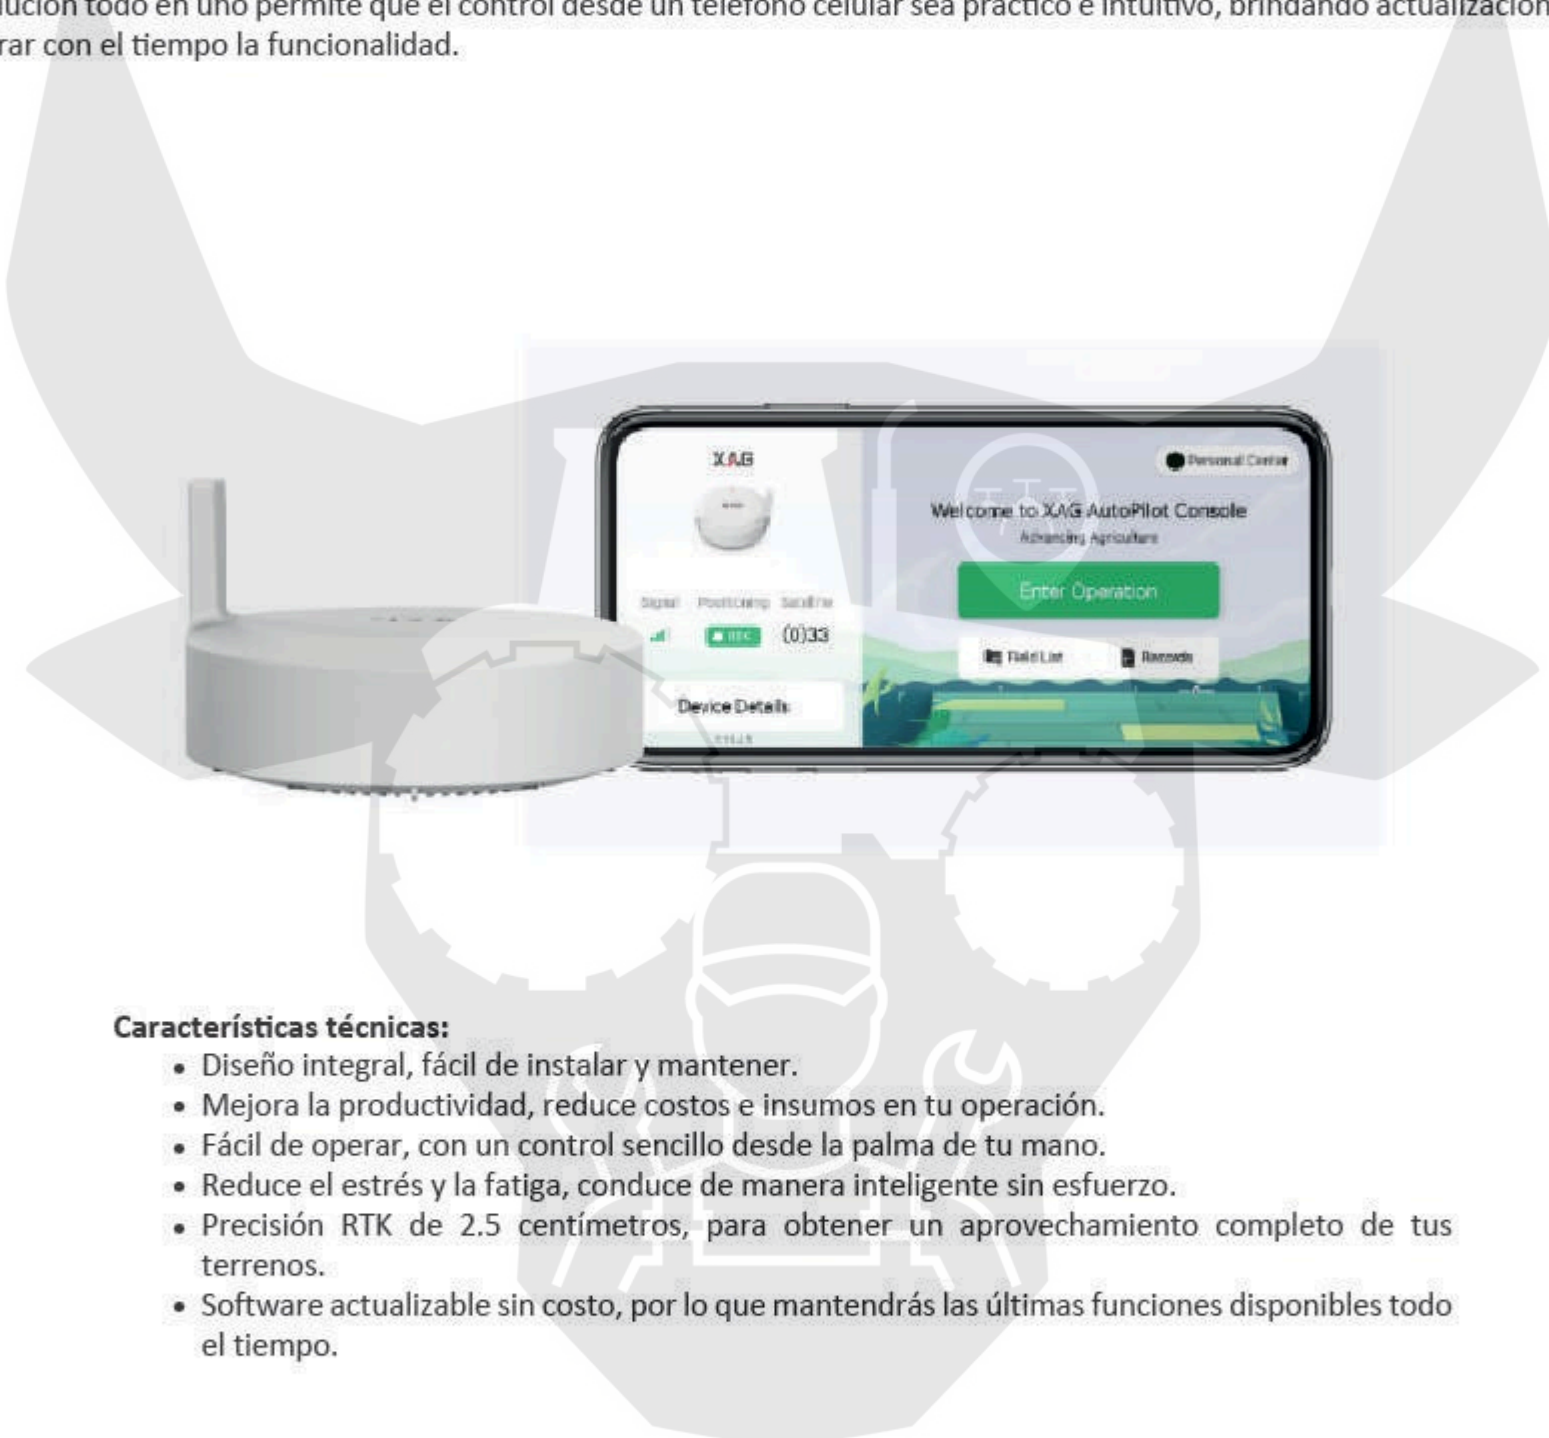 todo en uno permite que el control desde un teléfono celular sea práctico e intuitivo, brindando
con el tiempo la funcionalidad.
XAG
Personal Center
Welcome to XAG AutoPilot Console
Advancing Agriculture
Enter Operation
Signal Positioning Satellite
RTK (0)33
Field List Records
Device Details
Características técnicas:
• Diseño integral, fácil de instalar y mantener.
• Mejora la productividad, reduce costos e insumos en tu operación.
• Fácil de operar, con un control sencillo desde la palma de tu mano.
• Reduce el estrés y la fatiga, conduce de manera inteligente sin esfuerzo.
• Precisión RTK de 2.5 centímetros, para obtener un aprovechamiento completo de tus
terrenos.
• Software actualizable sin costo, por lo que mantendrás las últimas funciones disponibles todo
el tiempo.